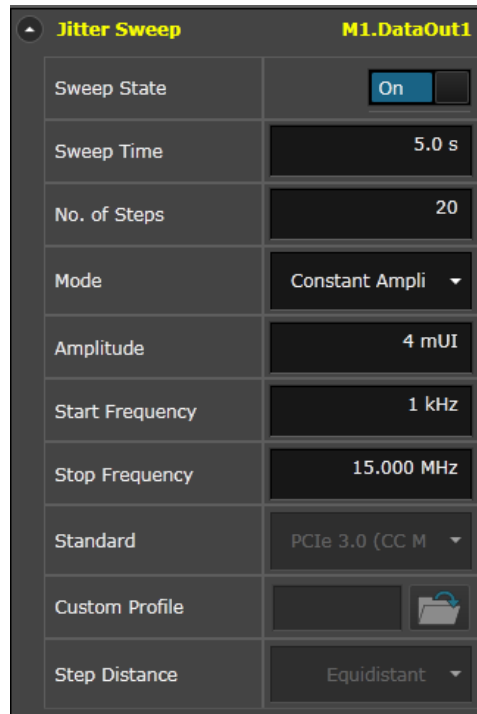 Jitter Sweep M1.DataOut1
Sweep State On
Sweep Time 5.0 s
No. of Steps 20
Mode Constant Ampli
Amplitude 4 mUI
Start Frequency 1 kHz
Stop Frequency 15.000 MHz
Standard PCIe 3.0 (CC M
Custom Profile
Step Distance Equidistant